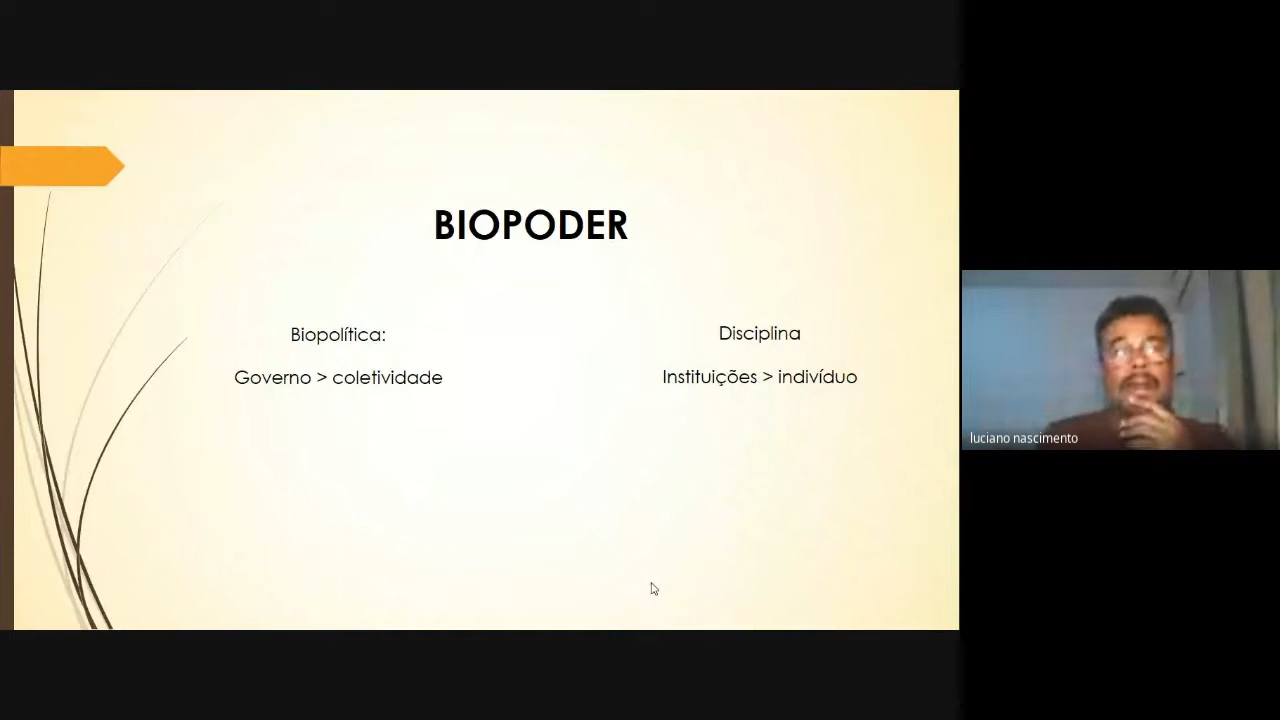 BIOPODER
Biopolítica:
Governo > coletividade
Disciplina
Instituições > indivíduo
luciano nascimento